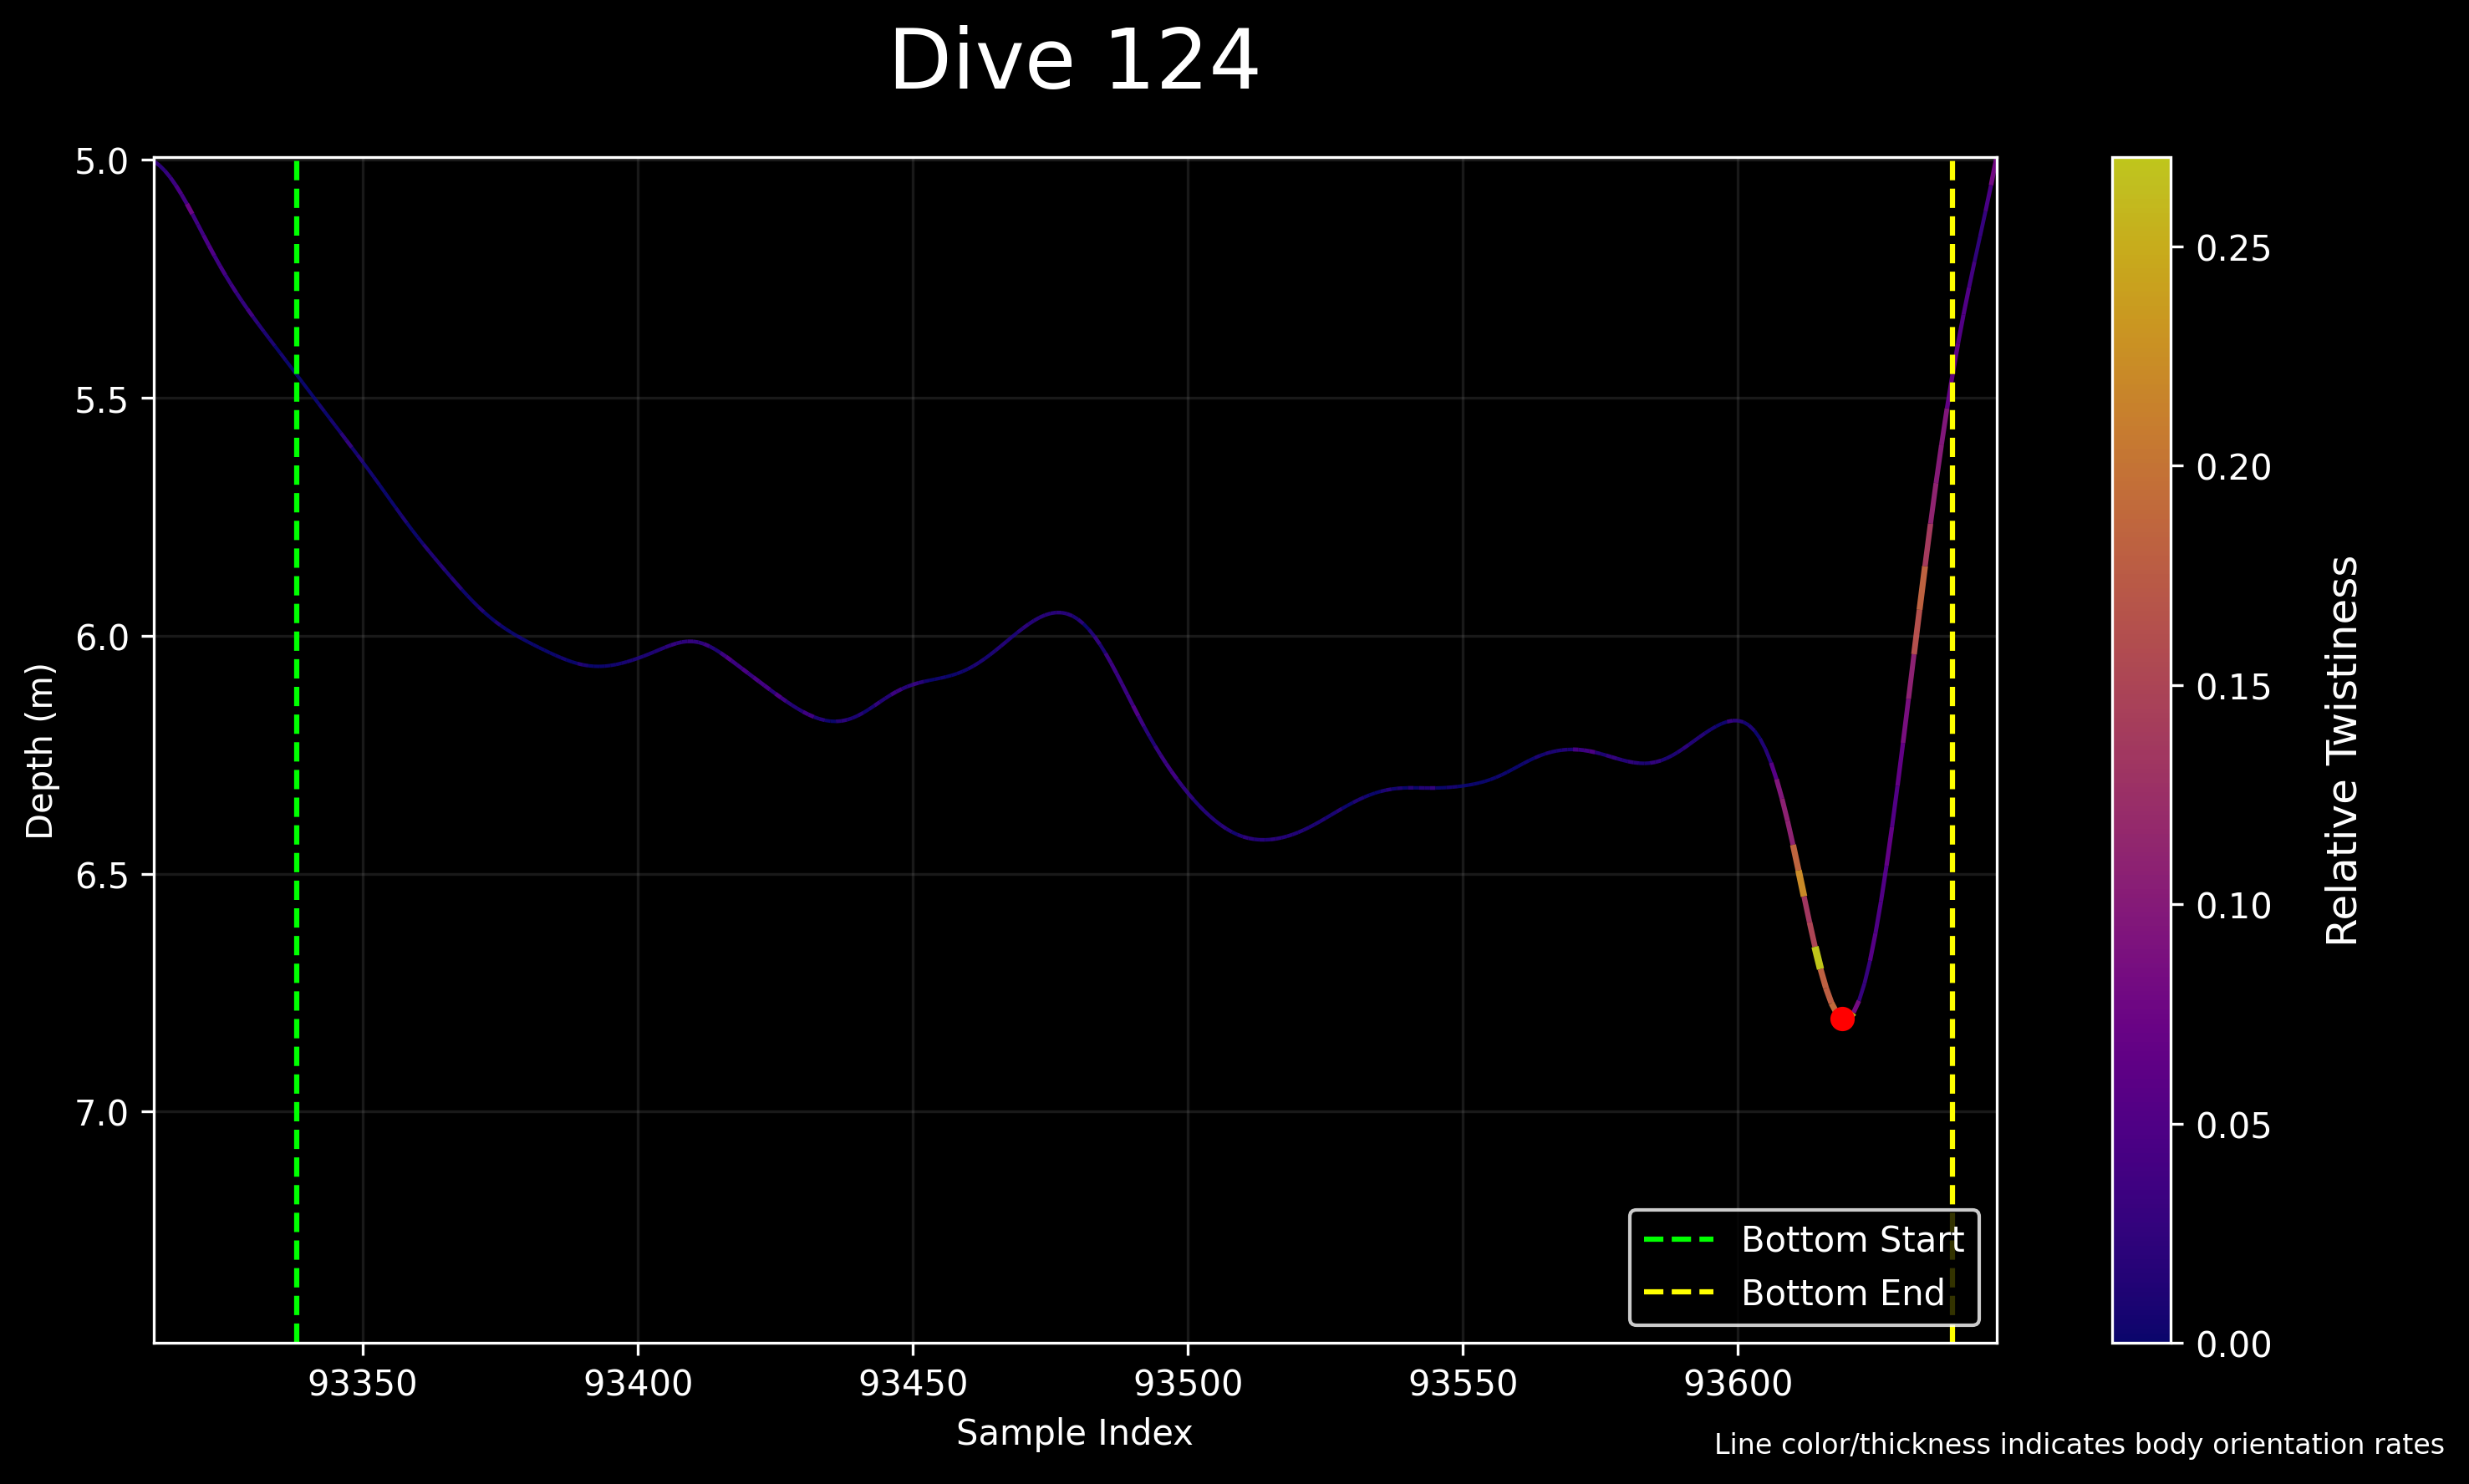 Dive 124
5.0
5.5
6.0
6.5
7.0
Depth (m)
93350 93400 93450 93500 93550 93600
Sample Index
Bottom Start
Bottom End
0.25
0.20
0.15
0.10
0.05
0.00
Relative Twistiness
Line color/thickness indicates body orientation rates